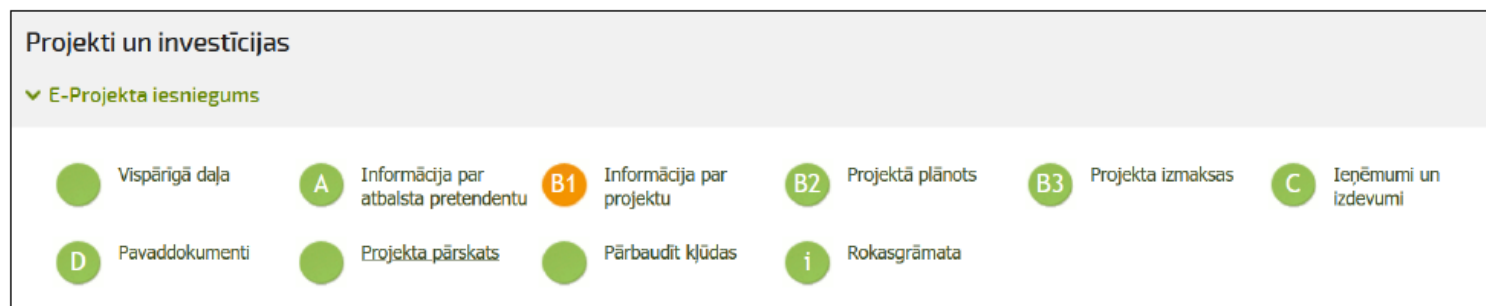 Projekti un investīcijas
E-Projekta iesniegums
Vispārīgā daļa
A Informācija par
atbalsta pretendentu
B1 Informācija par
projektu
B2 Projektā plānots
B3 Projekta izmaksas
C Ieņēmumi un
izdevumi
D Pavaddokumenti
Projekta pārskats
Pārbaudīt kļūdas
i Rokasgrāmata